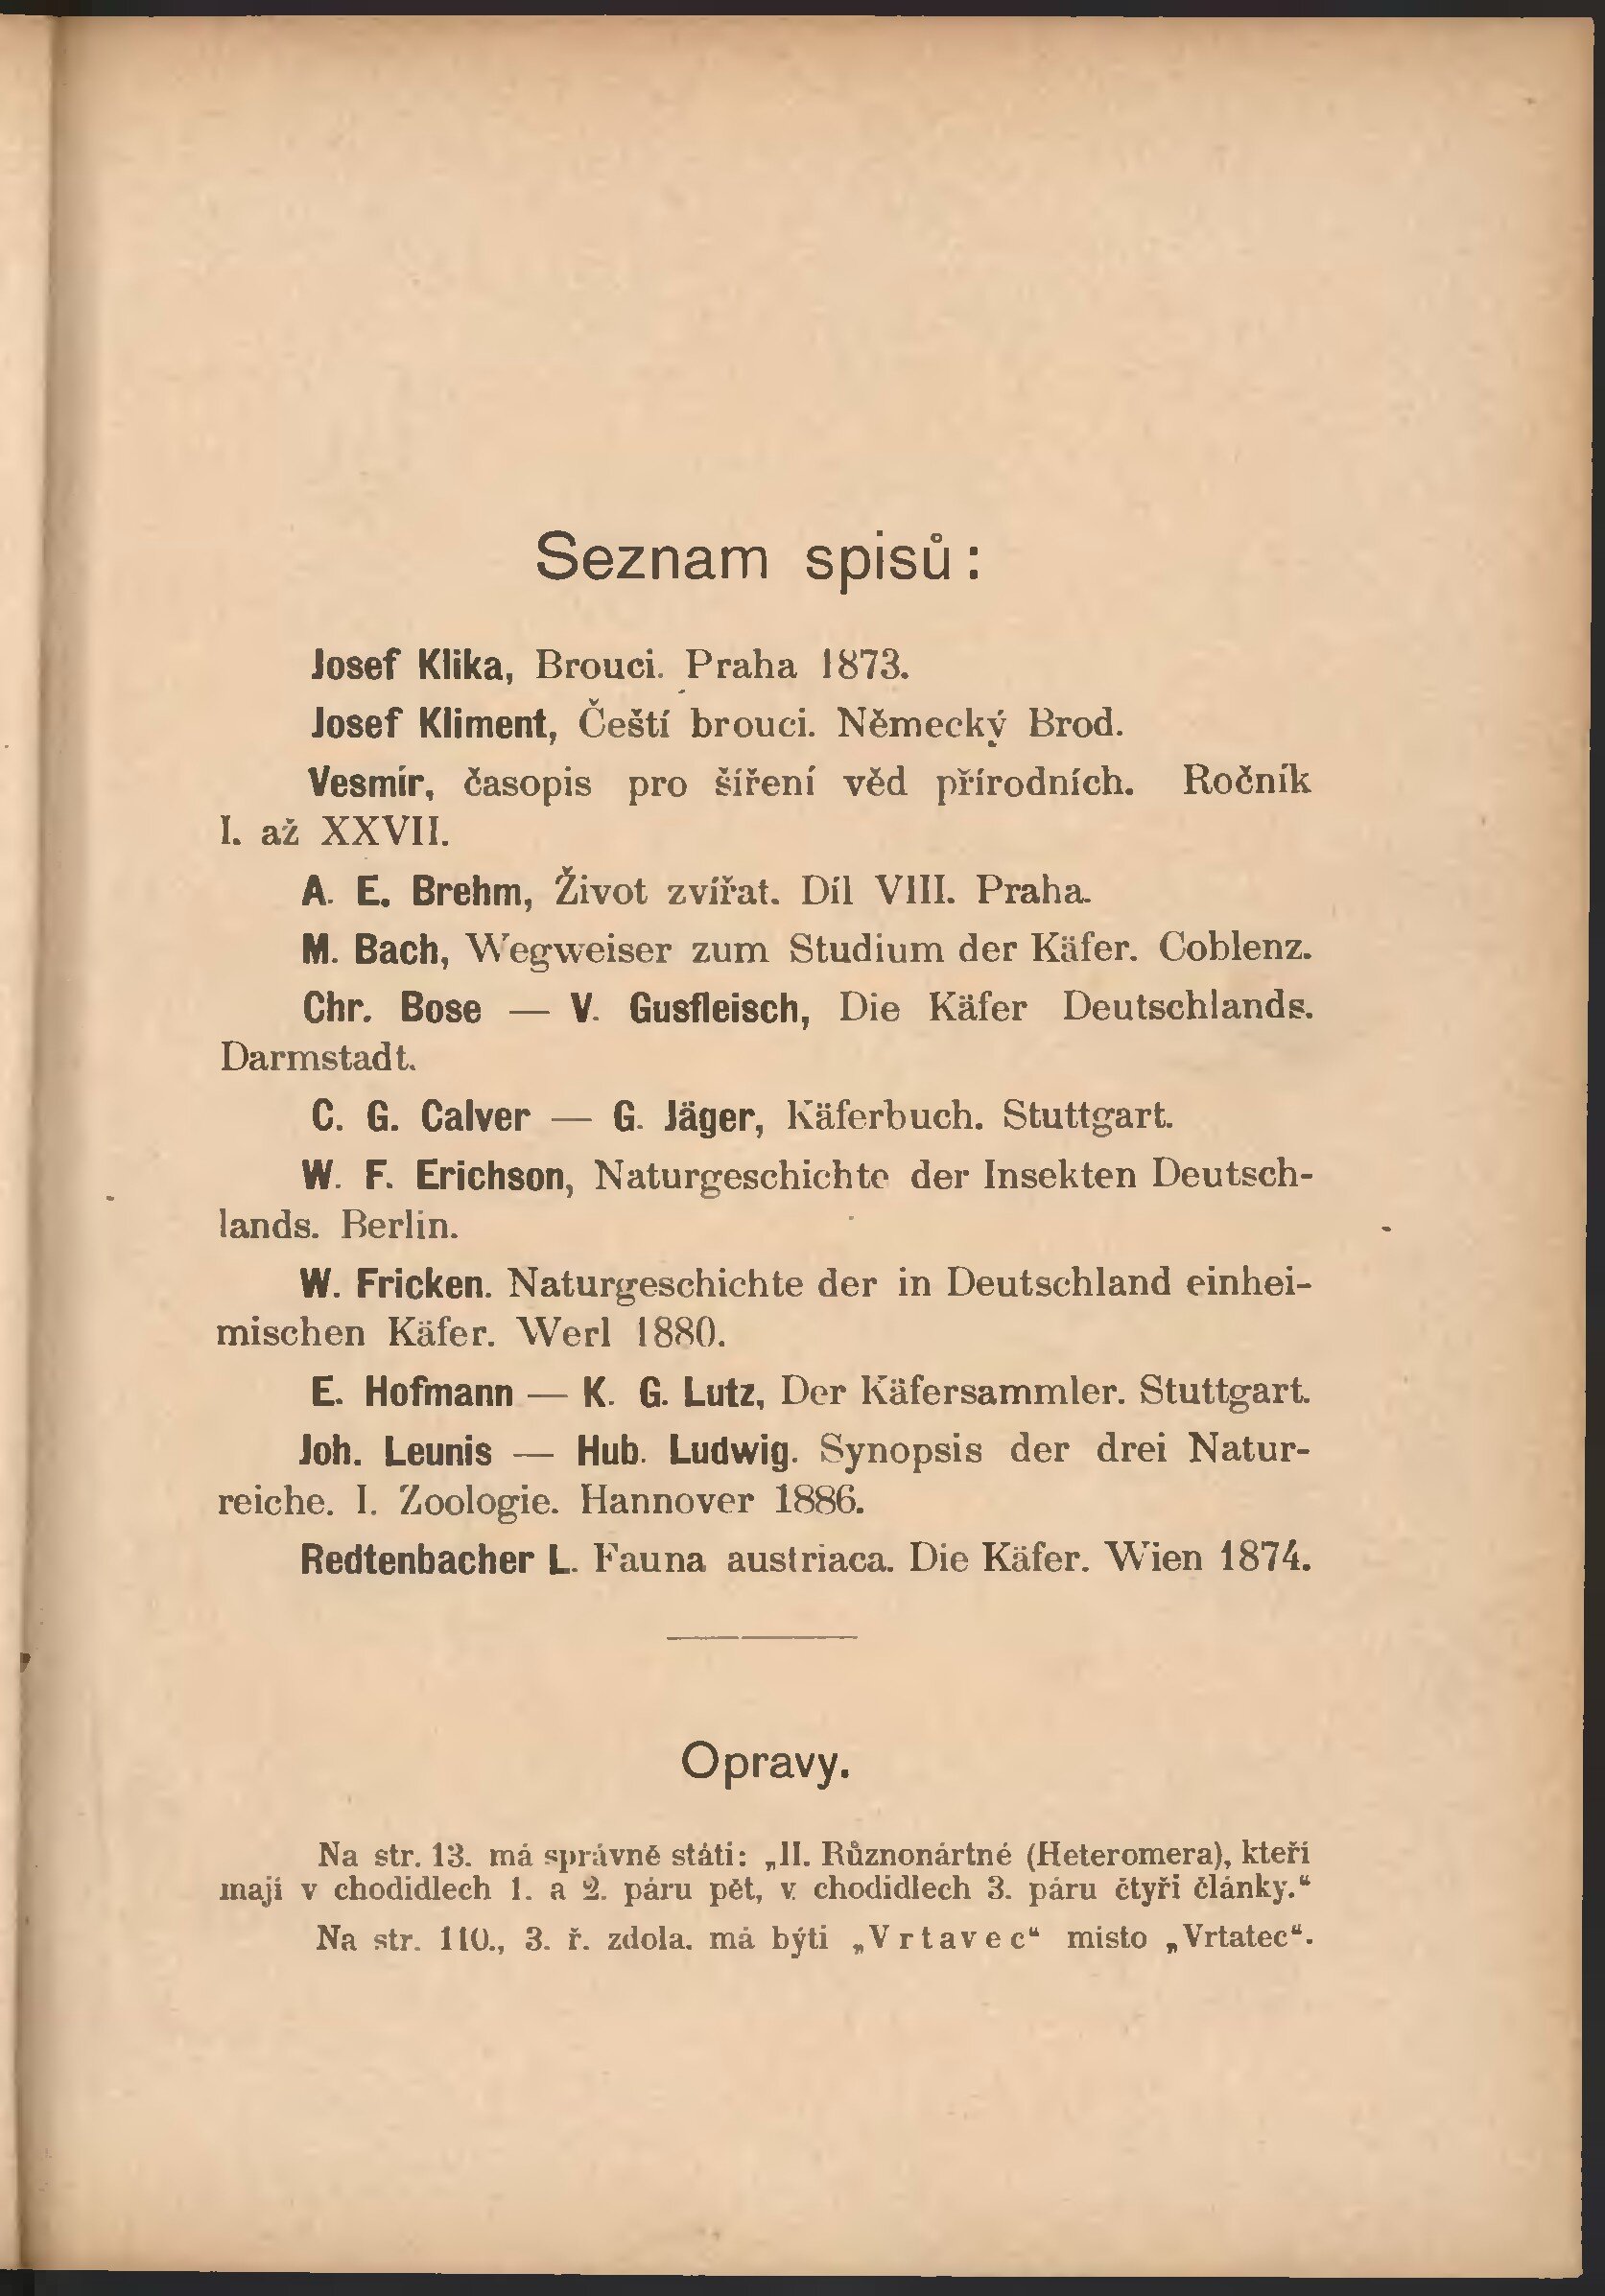 Seznam spisů:
Josef Klika, Brouci. Praha 1873.
Josef Kliment, Čeští brouci. Německý Brod.
Vesmír, časopis pro šíření věd přírodních. Ročník
I. až XXVII.
A. E. Brehm, Život zvířat. Díl VIII. Praha.
M. Bach, Wegweiser zum Studium der Käfer. Coblenz.
Chr. Bose — V. Gusfleisch, Die Käfer Deutschlands.
Darmstadt.
C. G. Calver — G. Jäger, Käferbuch. Stuttgart.
W. F. Erichson, Naturgeschichte der Insekten Deutsch-
lands. Berlin.
W. Fricken. Naturgeschichte der in Deutschland einhei-
mischen Käfer. Werl 1880.
E. Hofmann — K. G. Lutz, Der Käfersammler. Stuttgart.
Joh. Leunis — Hub. Ludwig. Synopsis der drei Natur-
reiche. I. Zoologie. Hannover 1886.
Redtenbacher L. Fauna austriaca. Die Käfer. Wien 1874.
Opravy.
Na str. 13. má správně státi: „II. Různonártné (Heteromera), kteří
mají v chodidlech 1. a 2. páru pět, v chodidlech 3. páru čtyři články.“
Na str. 110., 3. ř. zdola. má býti „Vrtavec“ místo „Vrtatec“.